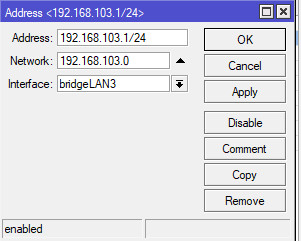 Address <192.168.103.1/24>
Address: 192.168.103.1/24
OK
Network: 192.168.103.0
Cancel
Interface: bridgeLAN3
Apply
Disable
Comment
Copy
Remove
enabled